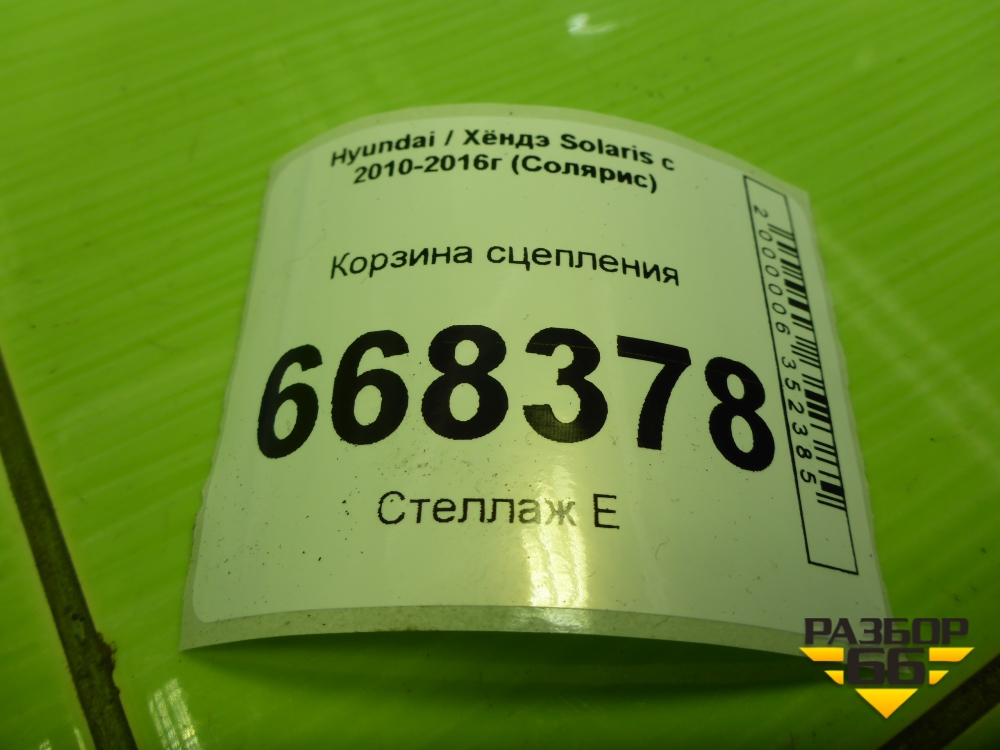 Hyundai / Хёндэ Solaris с
2010-2016г (Солярис)
Корзина сцепления
668378
Стеллаж Е
2000006352385
РАЗБОР
66